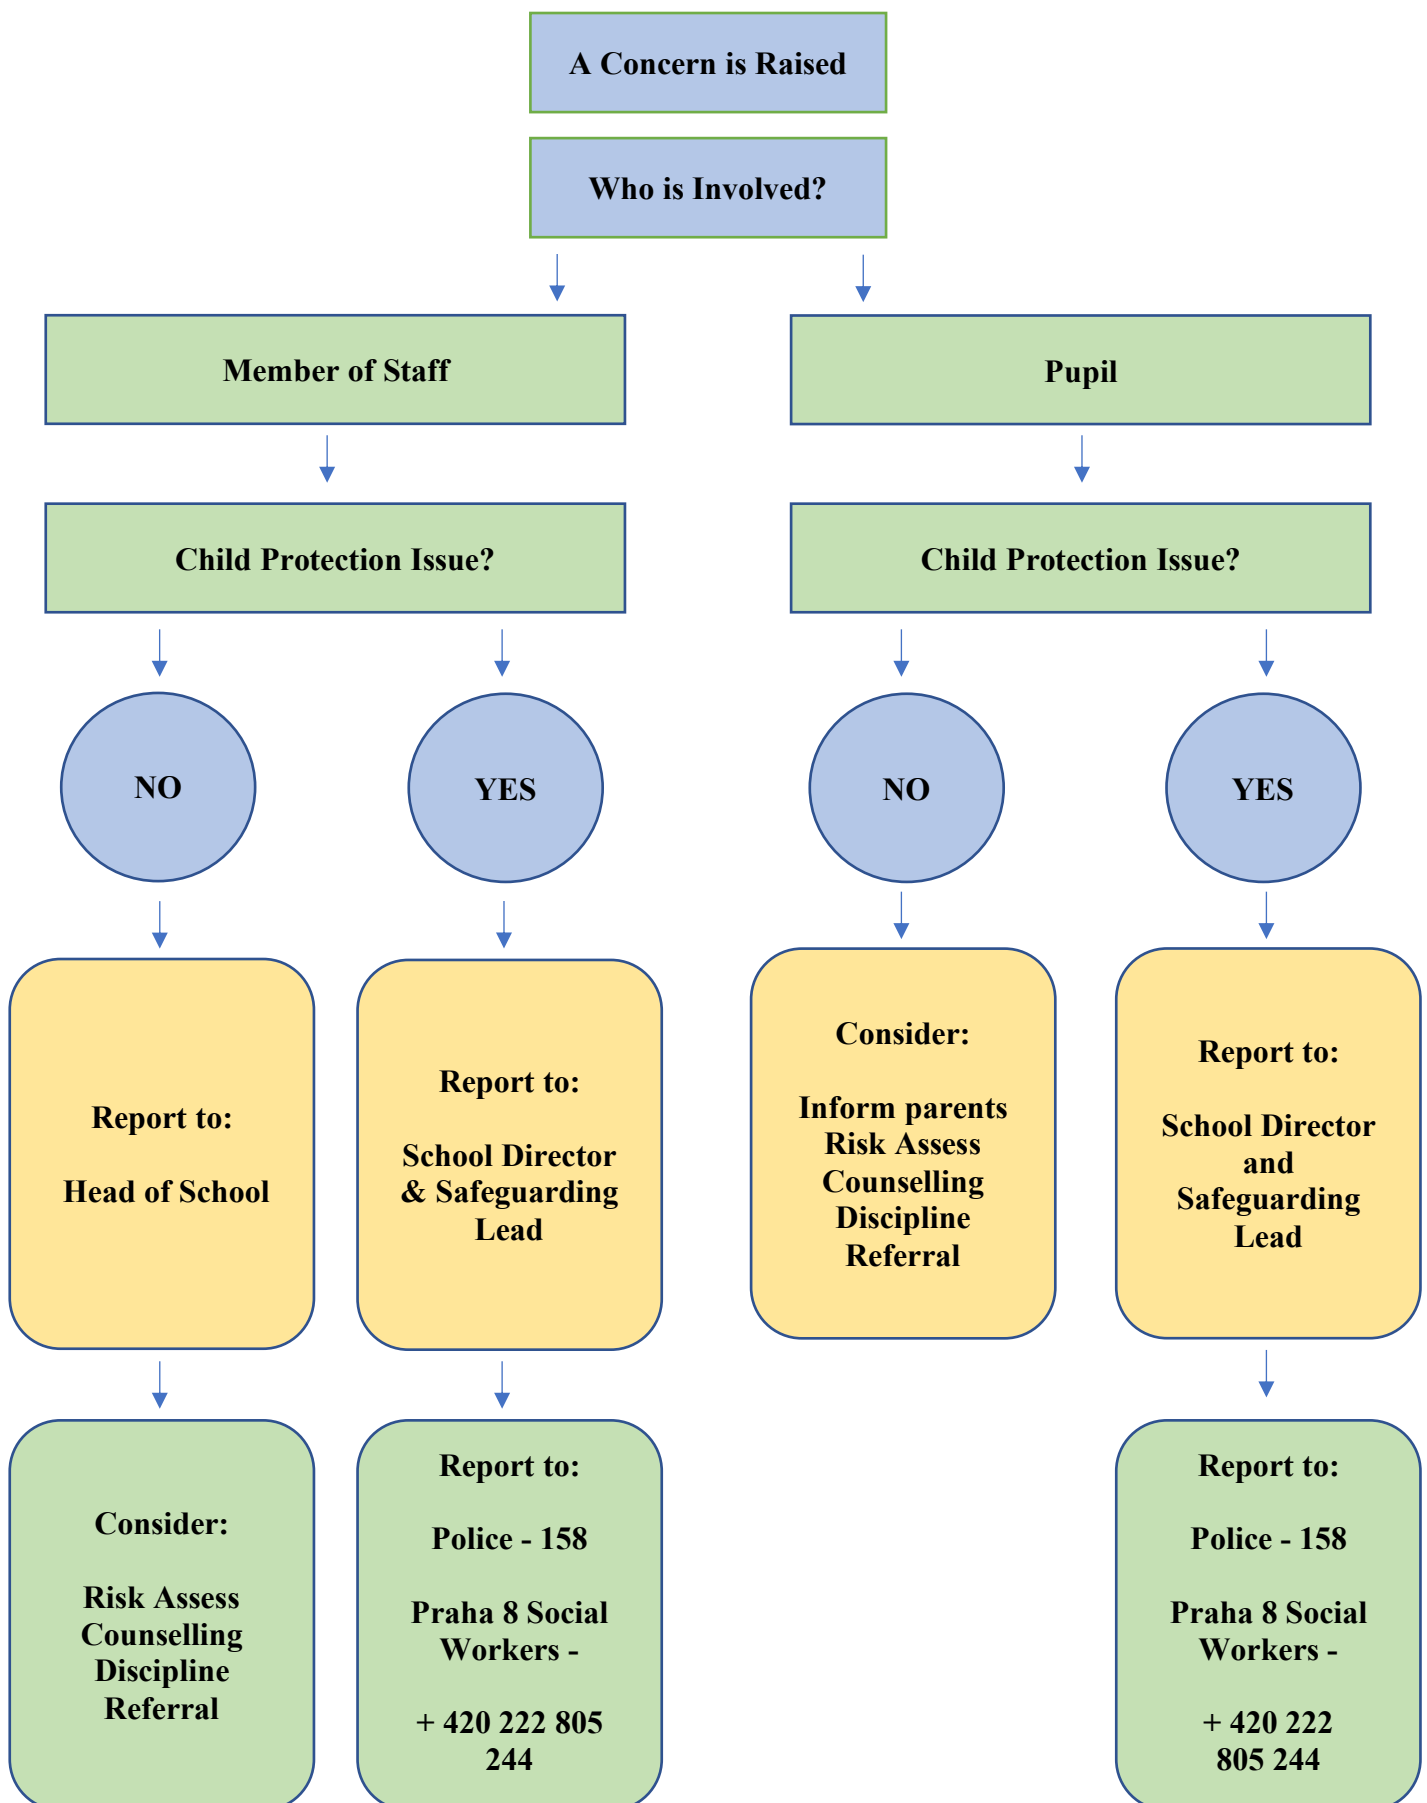 A Concern is Raised
Who is Involved?
Member of Staff
Pupil
Child Protection Issue?
Child Protection Issue?
NO
YES
NO
YES
Report to:
Head of School
Report to:
School Director
& Safeguarding
Lead
Consider:
Inform parents
Risk Assess
Counselling
Discipline
Referral
Report to:
School Director
and
Safeguarding
Lead
Consider:
Risk Assess
Counselling
Discipline
Referral
Report to:
Police - 158
Praha 8 Social
Workers -
+ 420 222 805
244
Report to:
Police - 158
Praha 8 Social
Workers -
+ 420 222
805 244